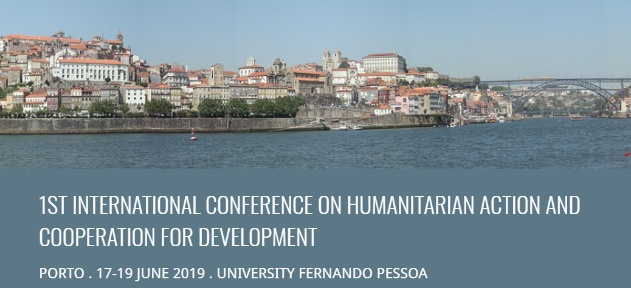 1ST INTERNATIONAL CONFERENCE ON HUMANITARIAN ACTION AND
COOPERATION FOR DEVELOPMENT
PORTO . 17-19 JUNE 2019 . UNIVERSITY FERNANDO PESSOA